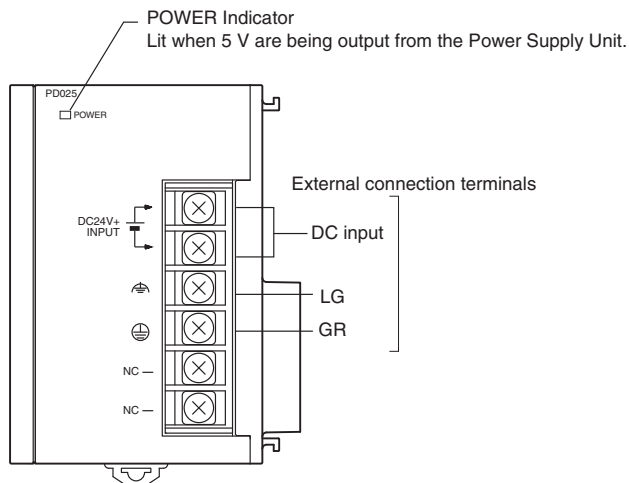 POWER Indicator
Lit when 5 V are being output from the Power Supply Unit.
PD025
POWER
External connection terminals
DC24V+
INPUT
DC input
LG
GR
NC
NC